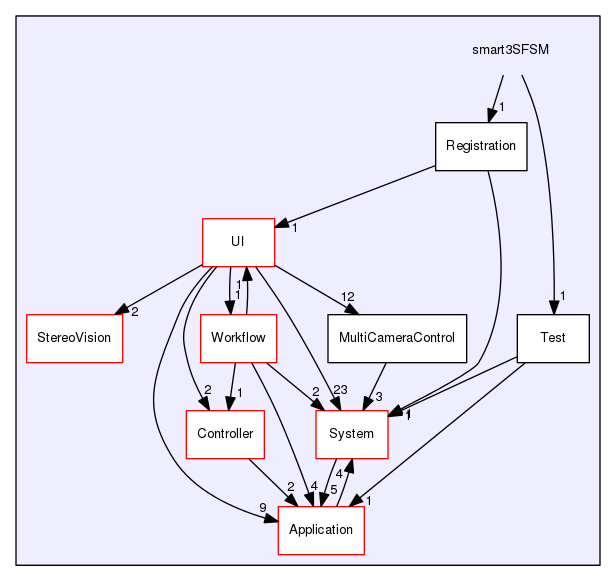 smart3SFSM
1
Registration
1
UI
1
1
12
1
2
StereoVision
Workflow
MultiCameraControl
Test
2
1
2
23
3
1
1
Controller
System
2
4
5
4
1
9
Application